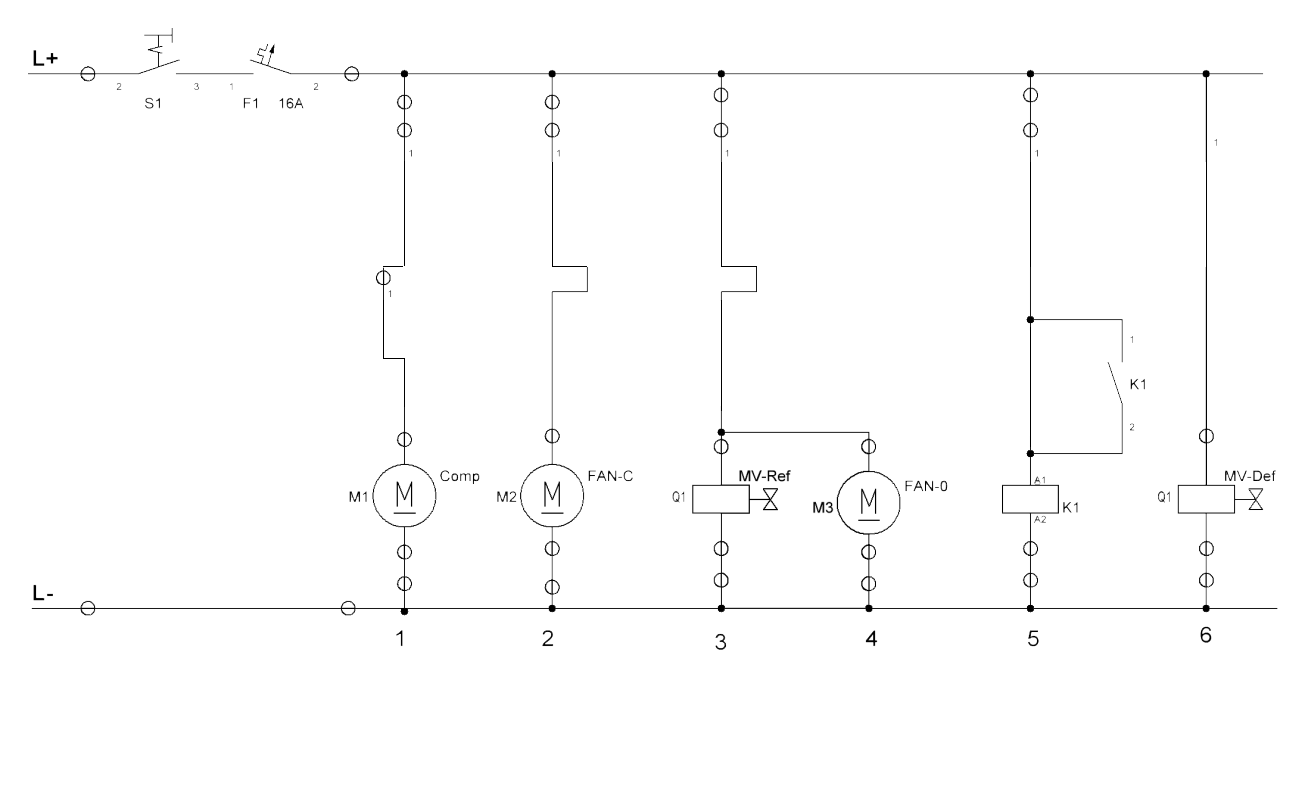 L+
2 3 1 2
S1 F1 16A
1 1 1 1 1
1
1
K1
2
Comp FAN-C MV-Ref FAN-0 A1 MV-Def
M1 M M2 M Q1 M3 M K1 Q1
A2
L-
1 2 3 4 5 6